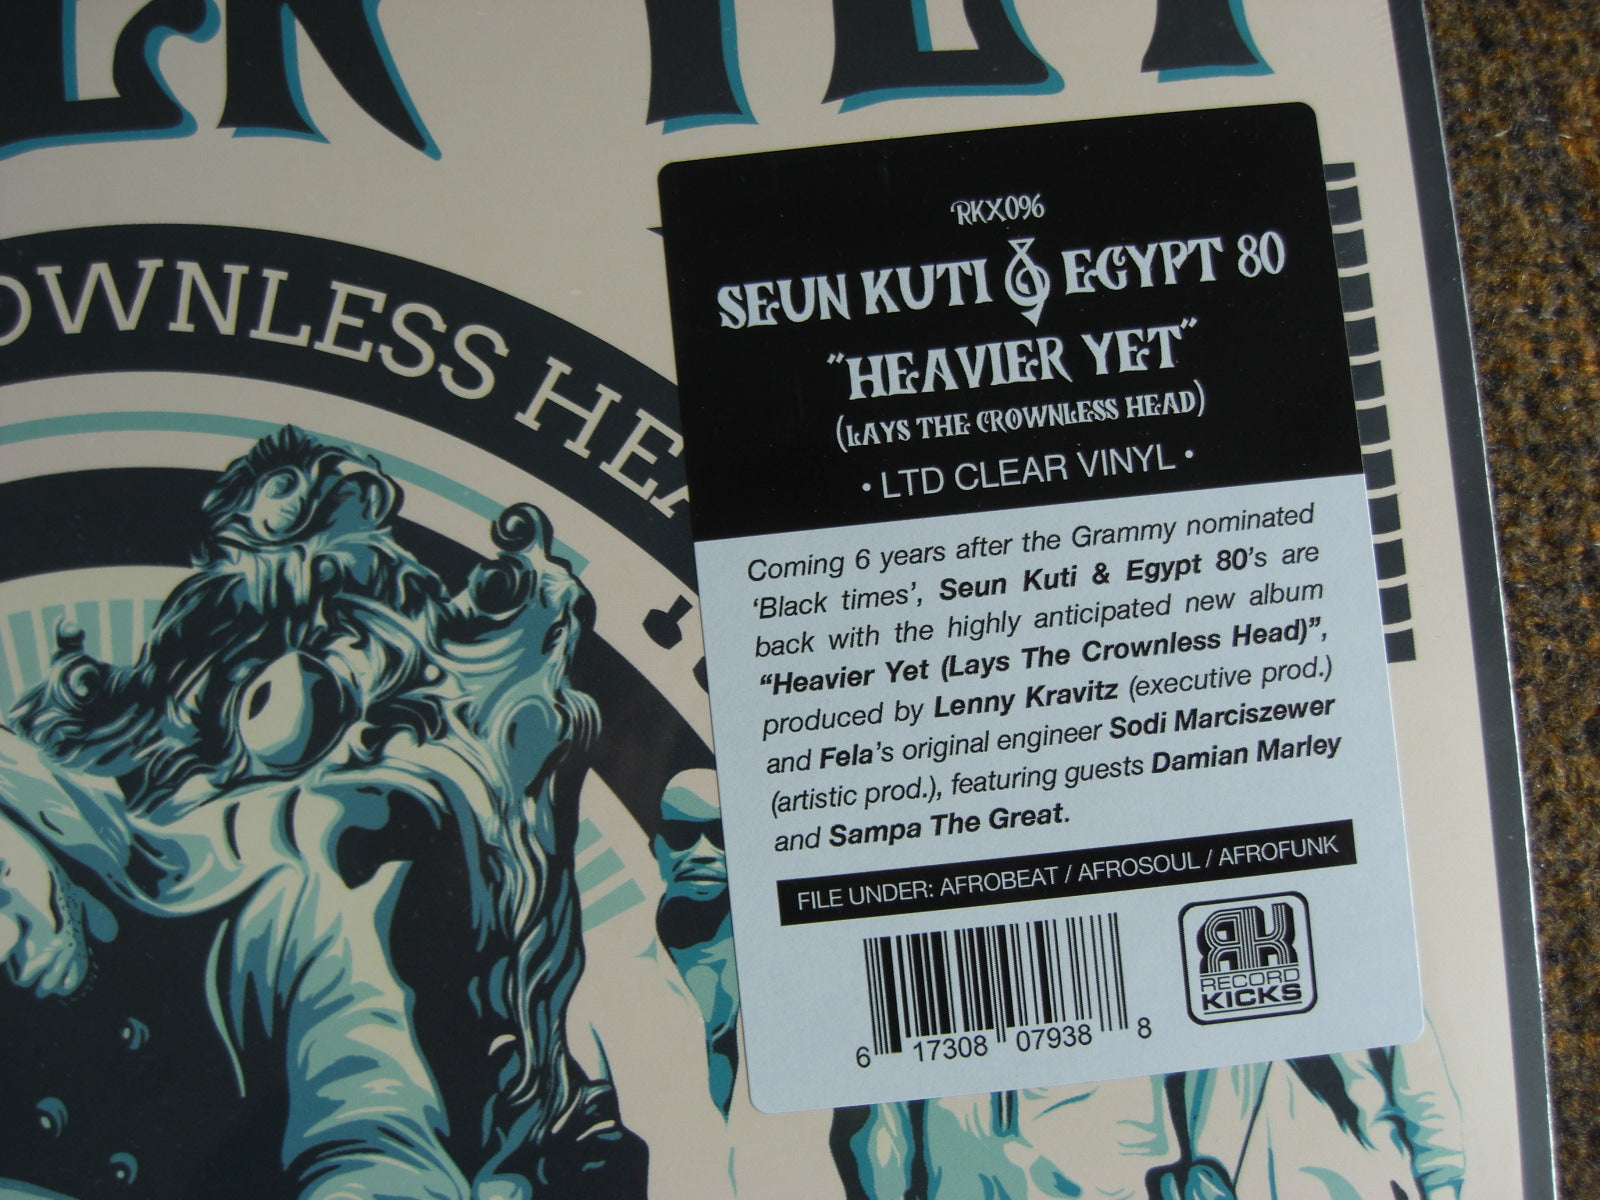 ER YET
OWNLESS HEA
RKX096
SEUN KUTI & EGYPT 80
"HEAVIER YET"
(LAYS THE CROWNLESS HEAD)
• LTD CLEAR VINYL •
Coming 6 years after the Grammy nominated
‘Black times’, Seun Kuti & Egypt 80’s are
back with the highly anticipated new album
“Heavier Yet (Lays The Crownless Head)”,
produced by Lenny Kravitz (executive prod.)
and Fela’s original engineer Sodi Marciszewer
(artistic prod.), featuring guests Damian Marley
and Sampa The Great.
FILE UNDER: AFROBEAT / AFROSOUL / AFROFUNK
6 17308 07938 8
RK
RECORD
KICKS